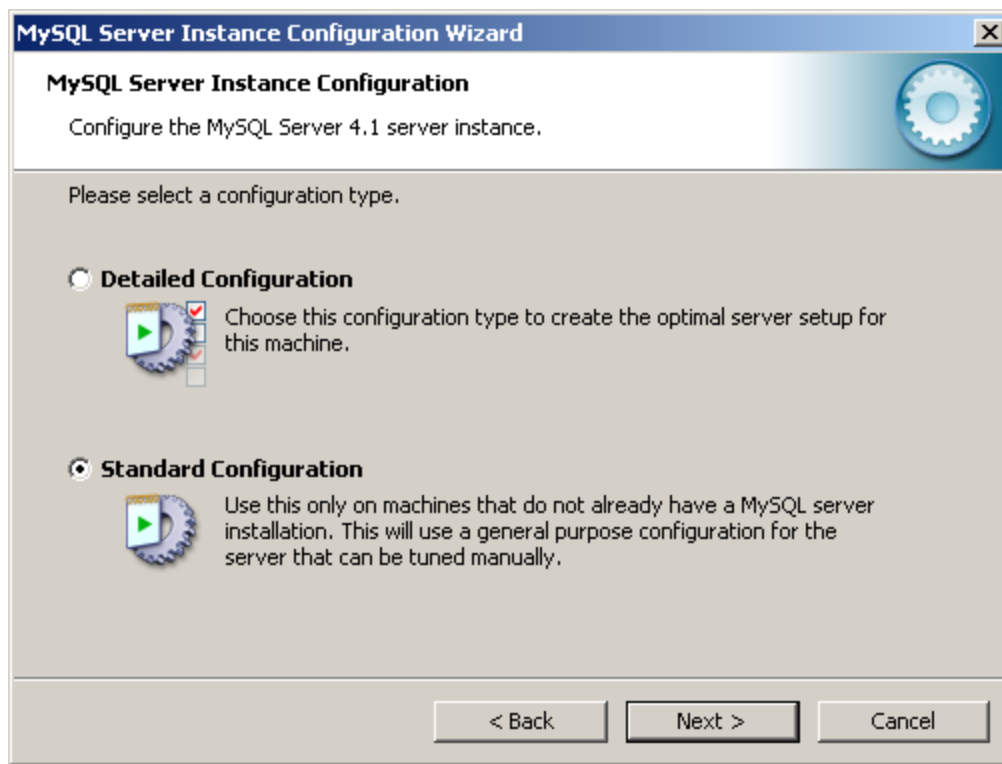 MySQL Server Instance Configuration Wizard
MySQL Server Instance Configuration
Configure the MySQL Server 4.1 server instance.
Please select a configuration type.
Detailed Configuration
Choose this configuration type to create the optimal server setup for
this machine.
Standard Configuration
Use this only on machines that do not already have a MySQL server
installation. This will use a general purpose configuration for the
server that can be tuned manually.
< Back
Next >
Cancel